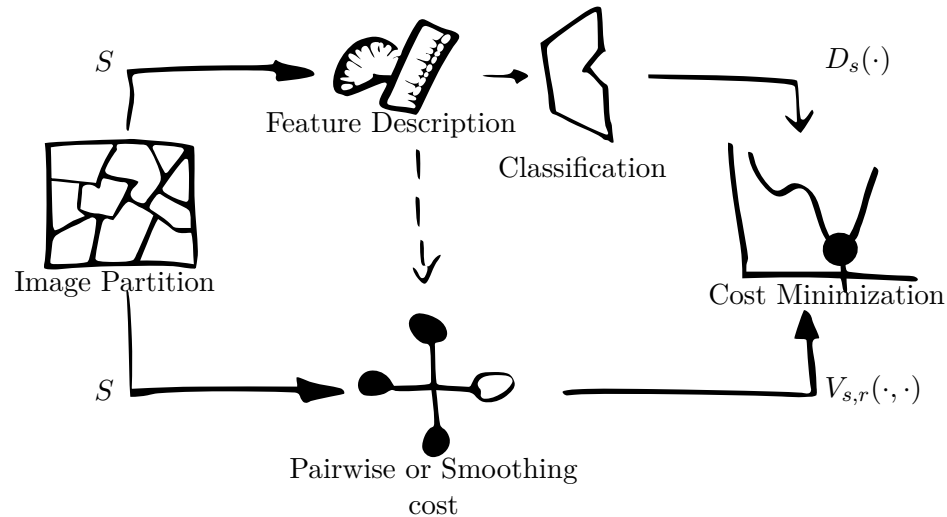 S
D_s(·)
Feature Description
Classification
Image Partition
Cost Minimization
S
V_{s,r}(·,·)
Pairwise or Smoothing
cost